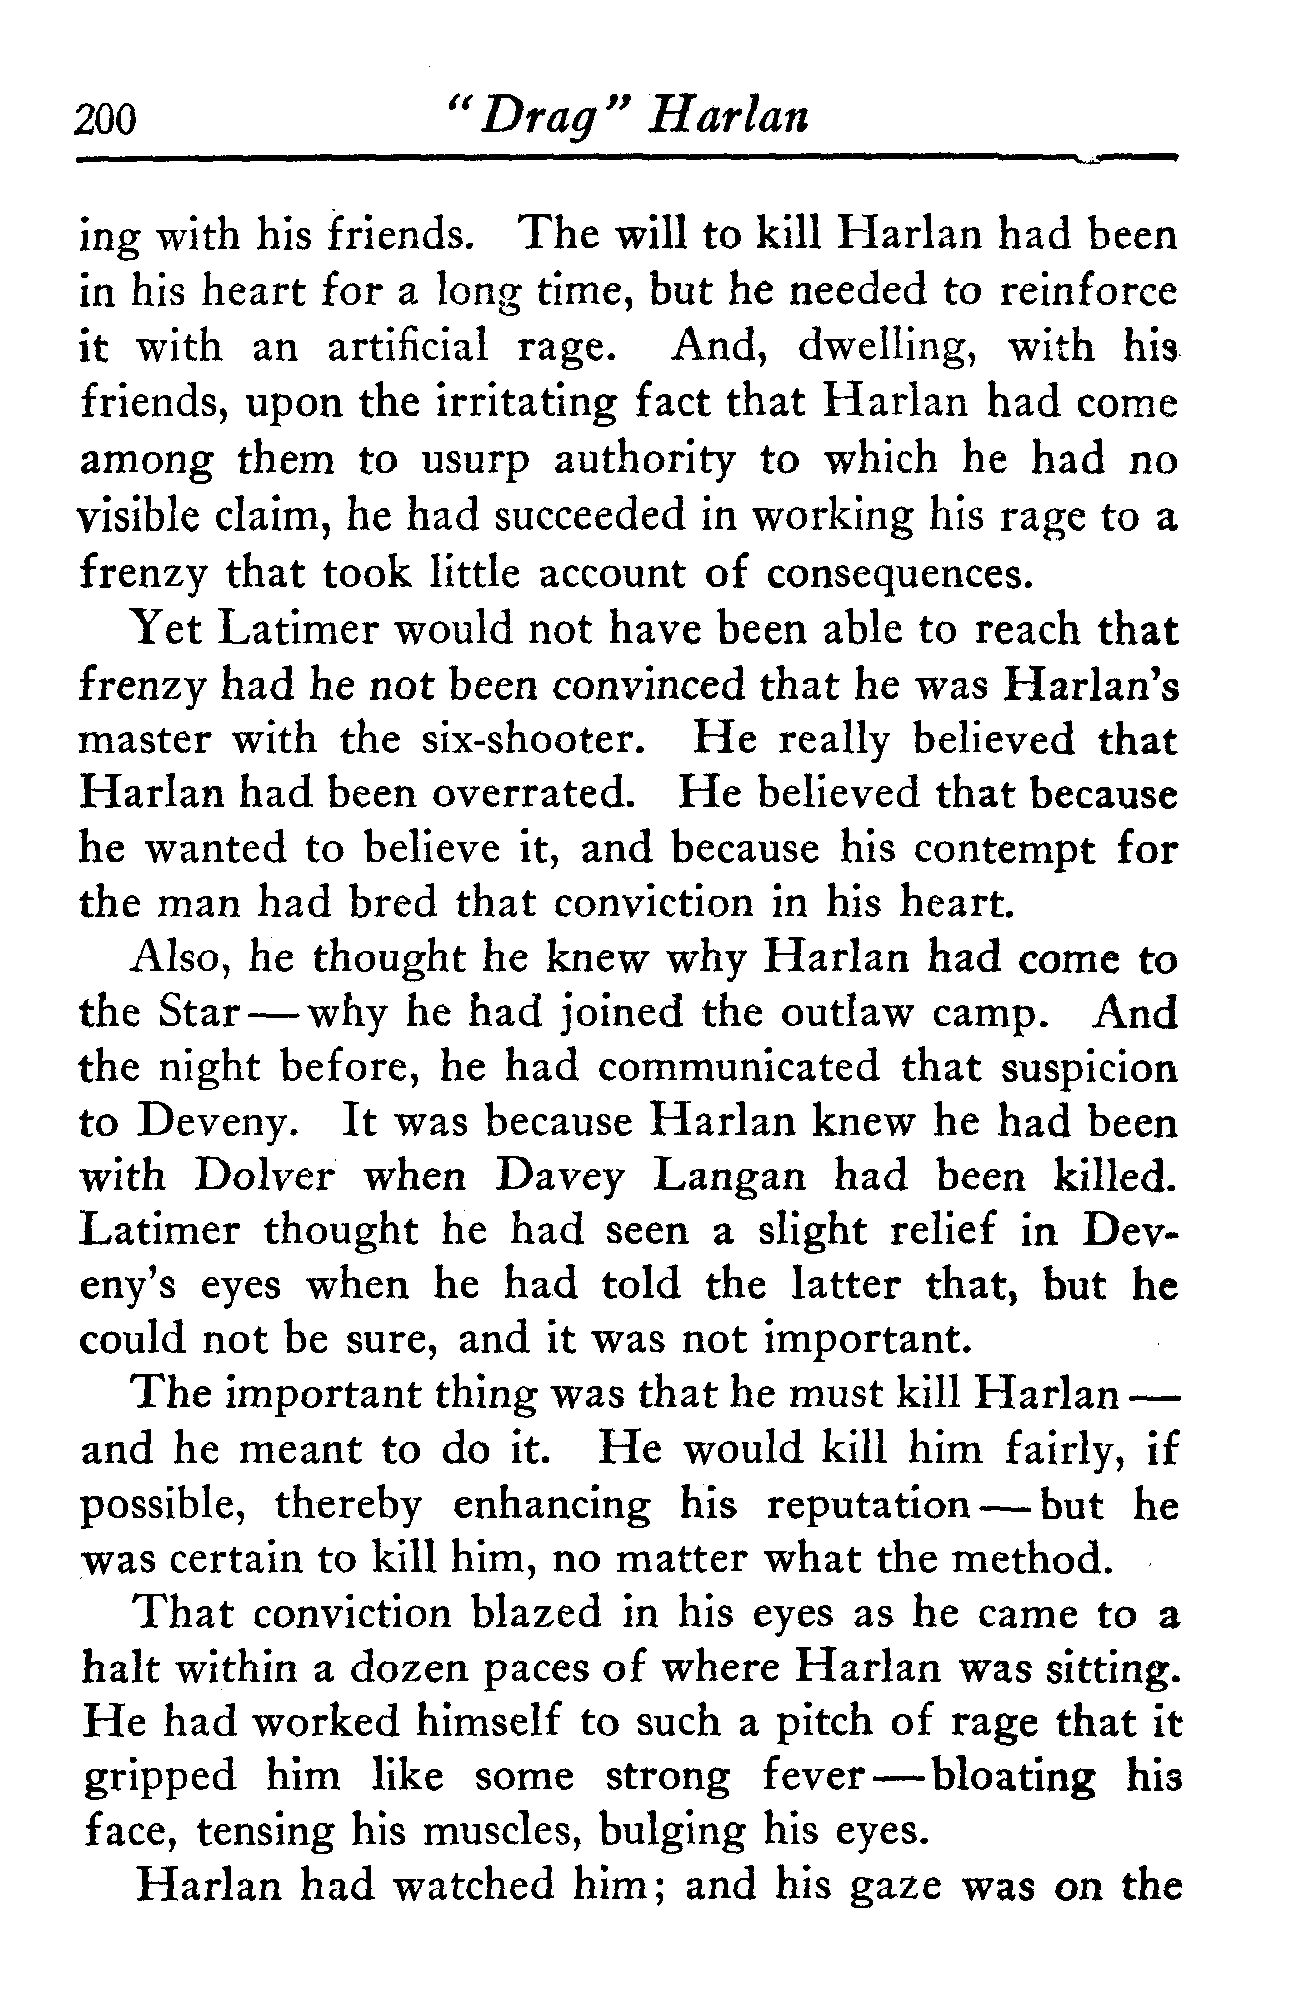 200 "Drag" Harlan
ing with his friends. The will to kill Harlan had been
in his heart for a long time, but he needed to reinforce
it with an artificial rage. And, dwelling, with his
friends, upon the irritating fact that Harlan had come
among them to usurp authority to which he had no
visible claim, he had succeeded in working his rage to a
frenzy that took little account of consequences.
Yet Latimer would not have been able to reach that
frenzy had he not been convinced that he was Harlan's
master with the six-shooter. He really believed that
Harlan had been overrated. He believed that because
he wanted to believe it, and because his contempt for
the man had bred that conviction in his heart.
Also, he thought he knew why Harlan had come to
the Star—why he had joined the outlaw camp. And
the night before, he had communicated that suspicion
to Deveny. It was because Harlan knew he had been
with Dolver when Davey Langan had been killed.
Latimer thought he had seen a slight relief in Dev-
eny's eyes when he had told the latter that, but he
could not be sure, and it was not important.
The important thing was that he must kill Harlan—
and he meant to do it. He would kill him fairly, if
possible, thereby enhancing his reputation—but he
was certain to kill him, no matter what the method.
That conviction blazed in his eyes as he came to a
halt within a dozen paces of where Harlan was sitting.
He had worked himself to such a pitch of rage that it
gripped him like some strong fever—bloating his
face, tensing his muscles, bulging his eyes.
Harlan had watched him; and his gaze was on the